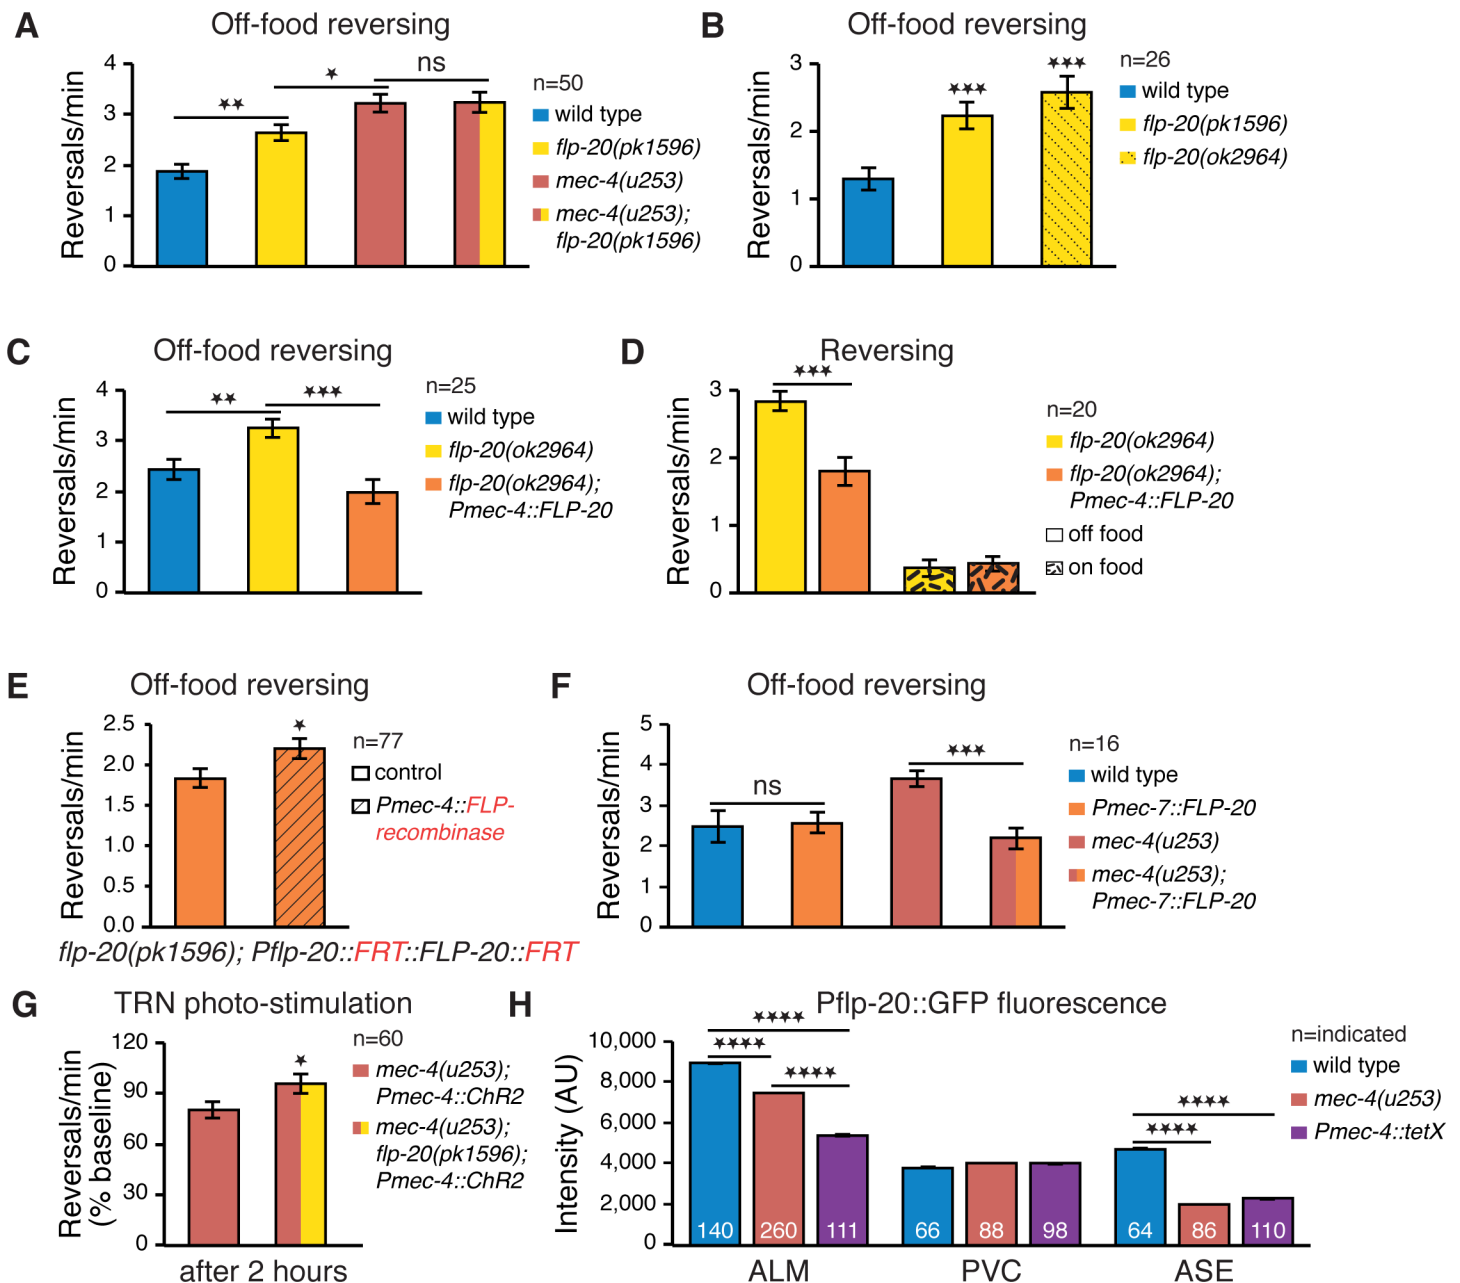 A
Off-food reversing
Reversals/min
4
3
2
1
0
★★
★
ns
n=50
wild type
flp-20(pk1596)
mec-4(u253)
mec-4(u253);
flp-20(pk1596)
B
Off-food reversing
Reversals/min
3
2
1
0
★★★
★★★
n=26
wild type
flp-20(pk1596)
flp-20(ok2964)
C
Off-food reversing
Reversals/min
4
3
2
1
0
★★
★★★
n=25
wild type
flp-20(ok2964)
flp-20(ok2964);
Pmec-4::FLP-20
D
Reversing
Reversals/min
3
2
1
0
★★★
n=20
flp-20(ok2964)
flp-20(ok2964);
Pmec-4::FLP-20
off food
on food
E
Off-food reversing
Reversals/min
2.5
2.0
1.5
1.0
0.5
0.0
★
n=77
control
Pmec-4::FLP-
recombinase
flp-20(pk1596); Pflp-20::FRT::FLP-20::FRT
F
Off-food reversing
Reversals/min
5
4
3
2
1
0
ns
★★★
n=16
wild type
Pmec-7::FLP-20
mec-4(u253)
mec-4(u253);
Pmec-7::FLP-20
G
TRN photo-stimulation
Reversals/min
(% baseline)
120
90
60
30
0
★
after 2 hours
n=60
mec-4(u253);
Pmec-4::ChR2
mec-4(u253);
flp-20(pk1596);
Pmec-4::ChR2
H
Pflp-20::GFP fluorescence
Intensity (AU)
10,000
8,000
6,000
4,000
2,000
0
★★★★
★★★★
★★★★
★★★★
★★★★
140 260 111 66 88 98 64 86 110
ALM PVC ASE
n=indicated
wild type
mec-4(u253)
Pmec-4::tetX